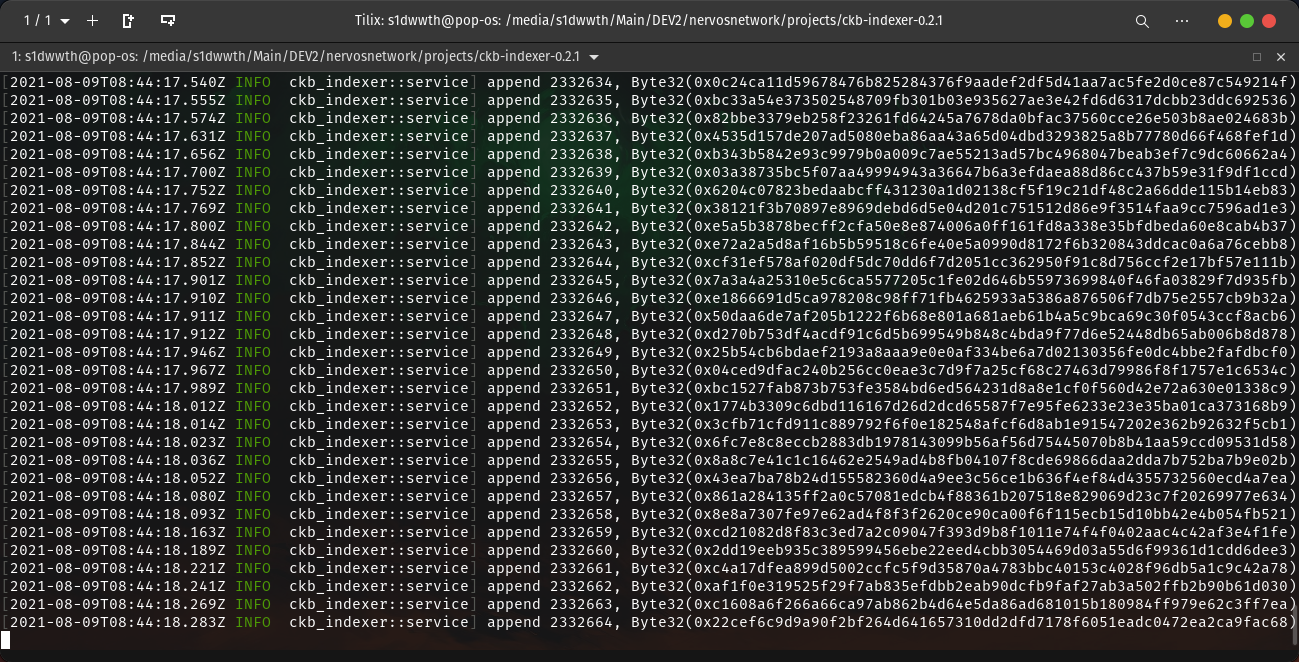 1 / 1
Tilix: s1dwwth@pop-os: /media/s1dwwth/Main/DEV2/nervosnetwork/projects/ckb-indexer-0.2.1
1: s1dwwth@pop-os: /media/s1dwwth/Main/DEV2/nervosnetwork/projects/ckb-indexer-0.2.1
[2021-08-09T08:44:17.540Z INFO  ckb_indexer::service] append 2332634, Byte32(0x0c24ca11d59678476b825284376f9aadef2df5d41aa7ac5fe2d0ce87c549214f)
[2021-08-09T08:44:17.555Z INFO  ckb_indexer::service] append 2332635, Byte32(0xbc33a54e373502548709fb301b03e935627ae3e42fd6d6317dcbb23ddc692536)
[2021-08-09T08:44:17.574Z INFO  ckb_indexer::service] append 2332636, Byte32(0x82bbe3379eb258f23261fd64245a7678da0bfac37560cce26e503b8ae024683b)
[2021-08-09T08:44:17.631Z INFO  ckb_indexer::service] append 2332637, Byte32(0x4535d157de207ad5080eba86aa43a65d04dbd3293825a8b77780d66f468fef1d)
[2021-08-09T08:44:17.656Z INFO  ckb_indexer::service] append 2332638, Byte32(0xb343b5842e93c9979b0a009c7ae55213ad57bc4968047beab3ef7c9dc60662a4)
[2021-08-09T08:44:17.700Z INFO  ckb_indexer::service] append 2332639, Byte32(0x03a38735bc5f07aa49994943a36647b6a3efdaea88d86cc437b59e31f9df1ccd)
[2021-08-09T08:44:17.752Z INFO  ckb_indexer::service] append 2332640, Byte32(0x6204c07823bedaabcff431230a1d02138cf5f19c21df48c2a66dde115b14eb83)
[2021-08-09T08:44:17.769Z INFO  ckb_indexer::service] append 2332641, Byte32(0x38121f3b70897e8969debd6d5e04d201c751512d86e9f3514faa9cc7596ad1e3)
[2021-08-09T08:44:17.800Z INFO  ckb_indexer::service] append 2332642, Byte32(0xe5a5b3878becff2cfa50e8e874006a0ff161fd8a338e35bfdbeda60e8cab4b37)
[2021-08-09T08:44:17.844Z INFO  ckb_indexer::service] append 2332643, Byte32(0xe72a2a5d8af16b5b59518c6fe40e5a0990d8172f6b320843ddcac0a6a76cebb8)
[2021-08-09T08:44:17.852Z INFO  ckb_indexer::service] append 2332644, Byte32(0xcf31ef578af020df5dc70dd6f7d2051cc362950f91c8d756ccf2e17bf57e111b)
[2021-08-09T08:44:17.901Z INFO  ckb_indexer::service] append 2332645, Byte32(0x7a3a4a25310e5c6ca5577205c1fe02d646b55973699840f46fa03829f7d935fb)
[2021-08-09T08:44:17.910Z INFO  ckb_indexer::service] append 2332646, Byte32(0xe1866691d5ca978208c98ff71fb4625933a5386a876506f7db75e2557cb9b32a)
[2021-08-09T08:44:17.911Z INFO  ckb_indexer::service] append 2332647, Byte32(0x50daa6de7af205b1222f6b68e801a681aeb61b4a5c9bca69c30f0543ccf8acb6)
[2021-08-09T08:44:17.912Z INFO  ckb_indexer::service] append 2332648, Byte32(0xd270b753df4acdf91c6d5b699549b848c4bda9f77d6e52448db65ab006b8d878)
[2021-08-09T08:44:17.946Z INFO  ckb_indexer::service] append 2332649, Byte32(0x25b54cb6bdaef2193a8aaa9e0e0af334be6a7d02130356fe0dc4bbe2fafdbcf0)
[2021-08-09T08:44:17.967Z INFO  ckb_indexer::service] append 2332650, Byte32(0x04ced9dfac240b256cc0eae3c7d9f7a25cf68c27463d79986f8f1757e1c6534c)
[2021-08-09T08:44:17.989Z INFO  ckb_indexer::service] append 2332651, Byte32(0xbc1527fab873b753fe3584bd6ed564231d8a8e1cf0f560d42e72a630e01338c9)
[2021-08-09T08:44:18.012Z INFO  ckb_indexer::service] append 2332652, Byte32(0x1774b3309c6dbd116167d26d2dcd65587f7e95fe6233e23e35ba01ca373168b9)
[2021-08-09T08:44:18.014Z INFO  ckb_indexer::service] append 2332653, Byte32(0x3cfb71cfd911c889792f6f0e182548afcf6d8ab1e91547202e362b92632f5cb1)
[2021-08-09T08:44:18.023Z INFO  ckb_indexer::service] append 2332654, Byte32(0x6fc7e8c8eccb2883db1978143099b56af56d75445070b8b41aa59ccd09531d58)
[2021-08-09T08:44:18.036Z INFO  ckb_indexer::service] append 2332655, Byte32(0x8a8c7e41c1c16462e2549ad4b8fb04107f8cde69866daa2dda7b752ba7b9e02b)
[2021-08-09T08:44:18.052Z INFO  ckb_indexer::service] append 2332656, Byte32(0x43ea7ba78b24d155582360d4a9ee3c56ce1b636f4ef84d4355732560ecd4a7ea)
[2021-08-09T08:44:18.080Z INFO  ckb_indexer::service] append 2332657, Byte32(0x861a284135ff2a0c57081edcb4f88361b207518e829069d23c7f20269977e634)
[2021-08-09T08:44:18.093Z INFO  ckb_indexer::service] append 2332658, Byte32(0x8e8a7307fe97e62ad4f8f3f2620ce90ca00f6f115ecb15d10bb42e4b054fb521)
[2021-08-09T08:44:18.163Z INFO  ckb_indexer::service] append 2332659, Byte32(0xcd21082d8f83c3ed7a2c09047f393d9b8f1011e74f4f0402aac4c42af3e4f1fe)
[2021-08-09T08:44:18.189Z INFO  ckb_indexer::service] append 2332660, Byte32(0x2dd19eeb935c389599456ebe22eed4cbb3054469d03a55d6f99361d1cdd6dee3)
[2021-08-09T08:44:18.221Z INFO  ckb_indexer::service] append 2332661, Byte32(0xc4a17dfea899d5002ccfc5f9d35870a4783bbc40153c4028f96db5a1c9c42a78)
[2021-08-09T08:44:18.241Z INFO  ckb_indexer::service] append 2332662, Byte32(0xaf1f0e319525f29f7ab835efdbb2eab90dcfb9faf27ab3a502ffb2b90b61d030)
[2021-08-09T08:44:18.269Z INFO  ckb_indexer::service] append 2332663, Byte32(0xc1608a6f266a66ca97ab862b4d64e5da86ad681015b180984ff979e62c3ff7ea)
[2021-08-09T08:44:18.283Z INFO  ckb_indexer::service] append 2332664, Byte32(0x22cef6c9d9a90f2bf264d641657310dd2dfd7178f6051eadc0472ea2ca9fac68)